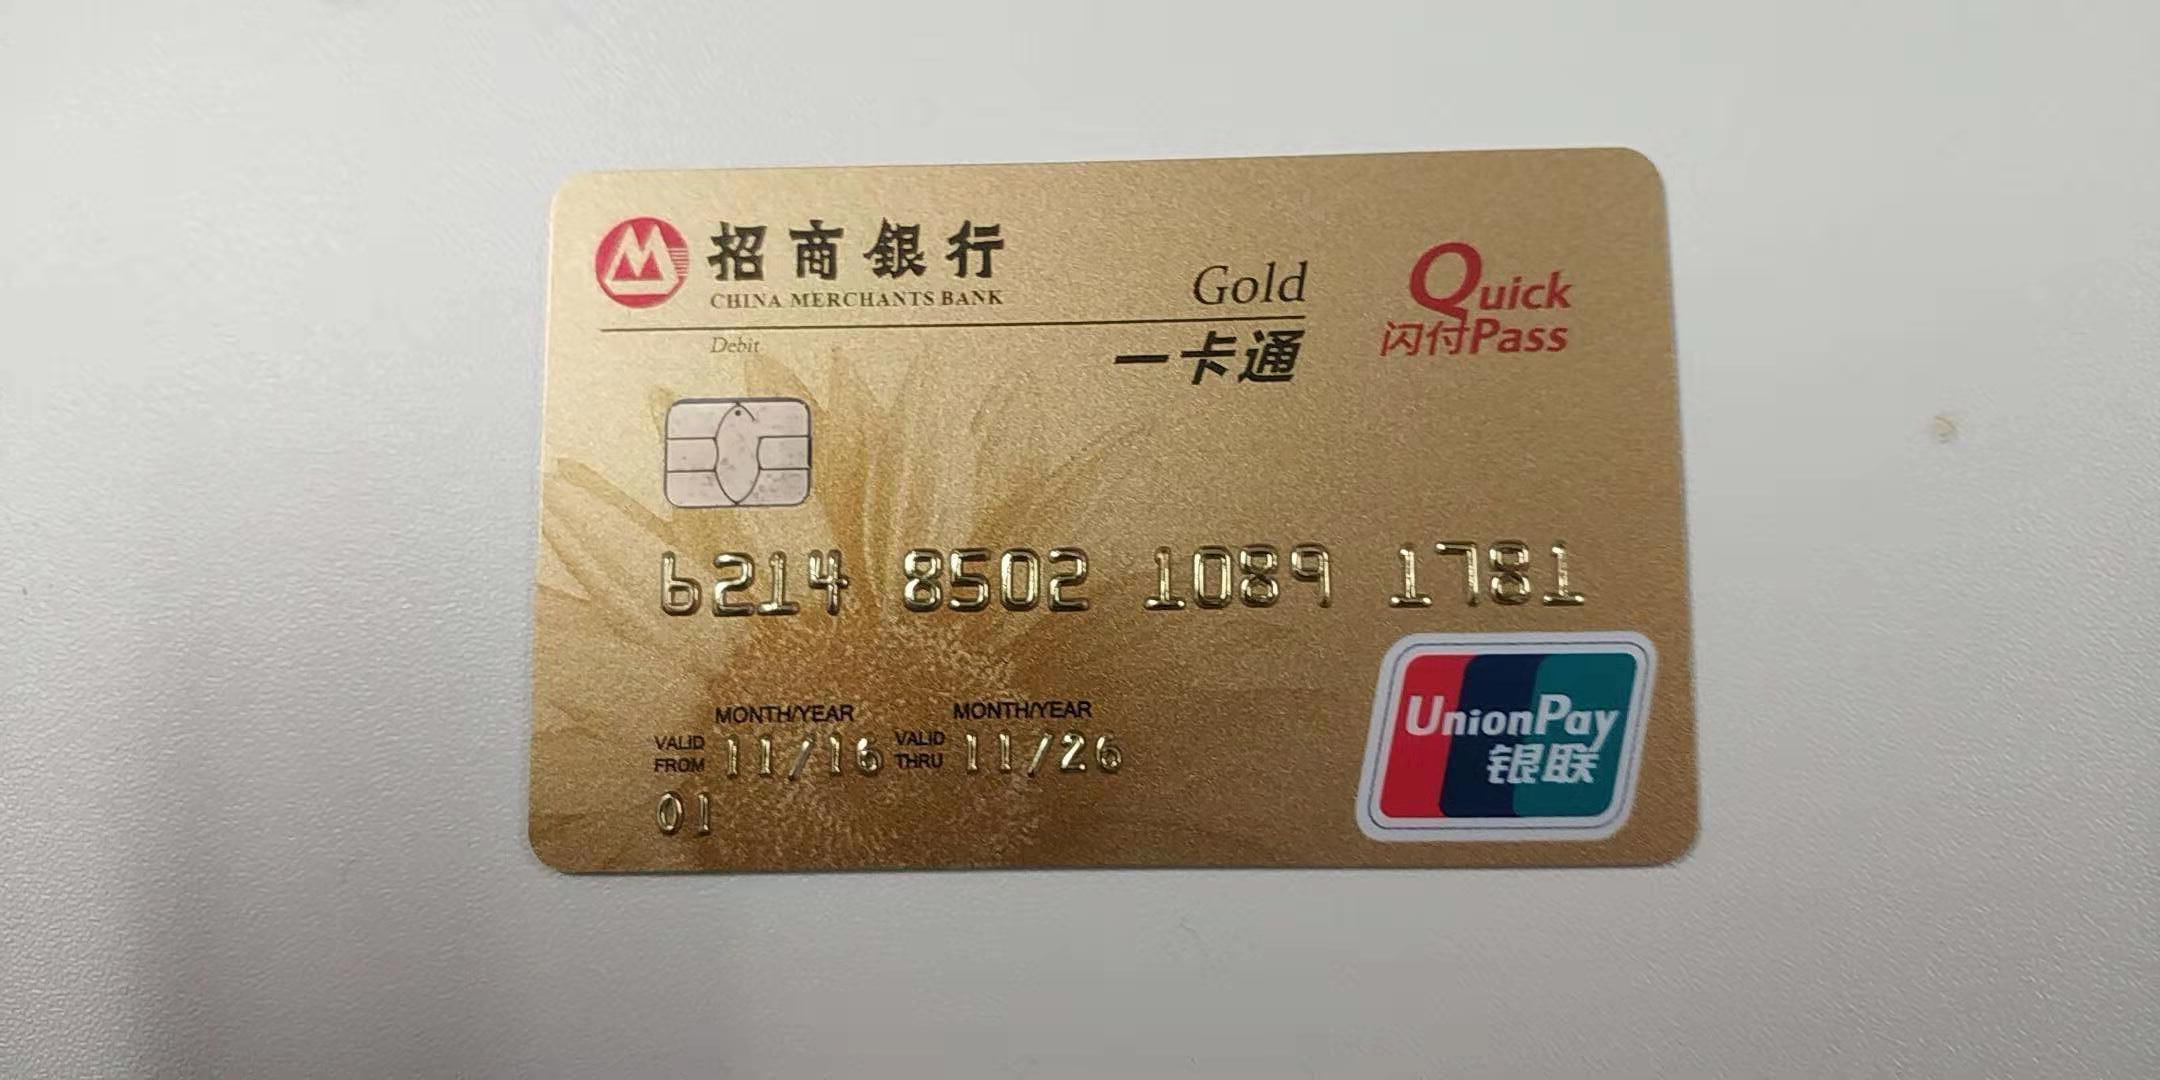 招商銀行
CHINA MERCHANTS BANK
Gold
Quick
闪付Pass
Debit
一卡通
6214 8502 1089 1781
MONTH/YEAR MONTH/YEAR
VALID FROM 11/16 VALID THRU 11/26
01
UnionPay
银联